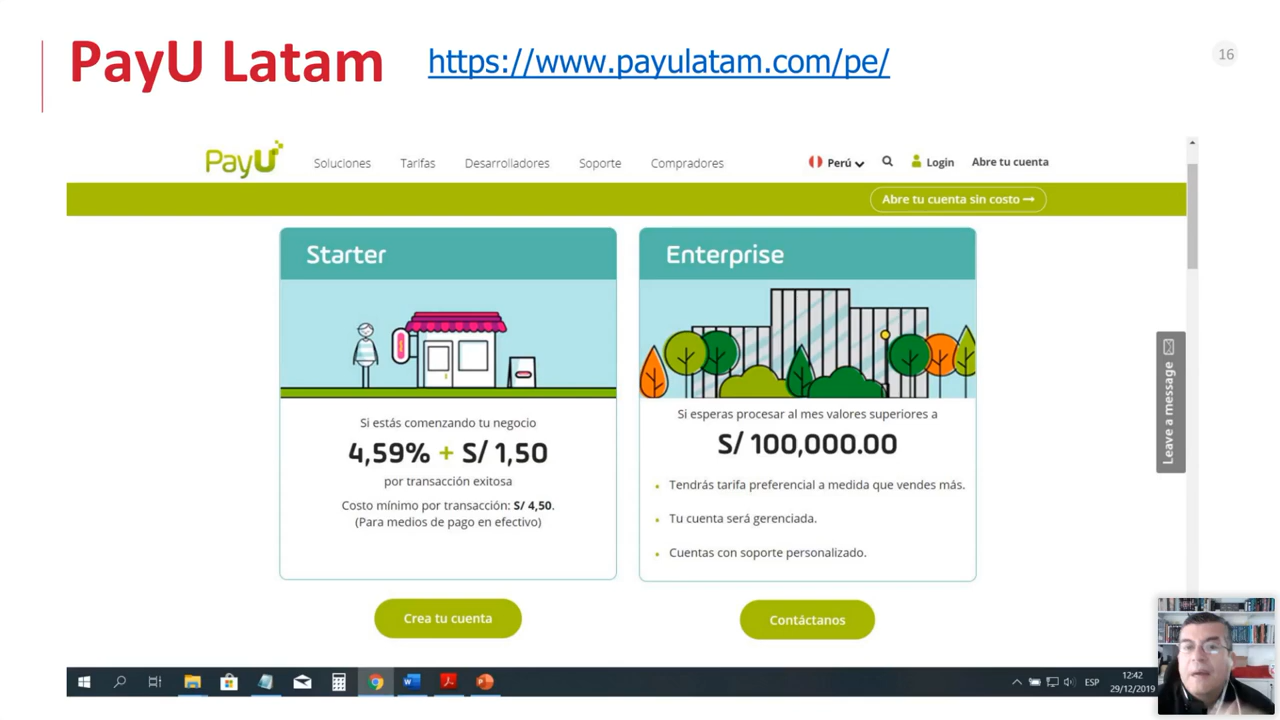 PayU Latam
https://www.payulatam.com/pe/
16
PayU
Soluciones
Tarifas
Desarrolladores
Soporte
Compradores
Perú
Login
Abre tu cuenta
Abre tu cuenta sin costo
Starter
Si estás comenzando tu negocio
4,59% + S/ 1,50
por transacción exitosa
Costo mínimo por transacción: S/ 4,50.
(Para medios de pago en efectivo)
Crea tu cuenta
Enterprise
Si esperas procesar al mes valores superiores a
S/ 100,000.00
Tendrás tarifa preferencial a medida que vendes más.
Tu cuenta será gerenciada.
Cuentas con soporte personalizado.
Contáctanos
Leave a message
ESP
12:42
29/12/2019